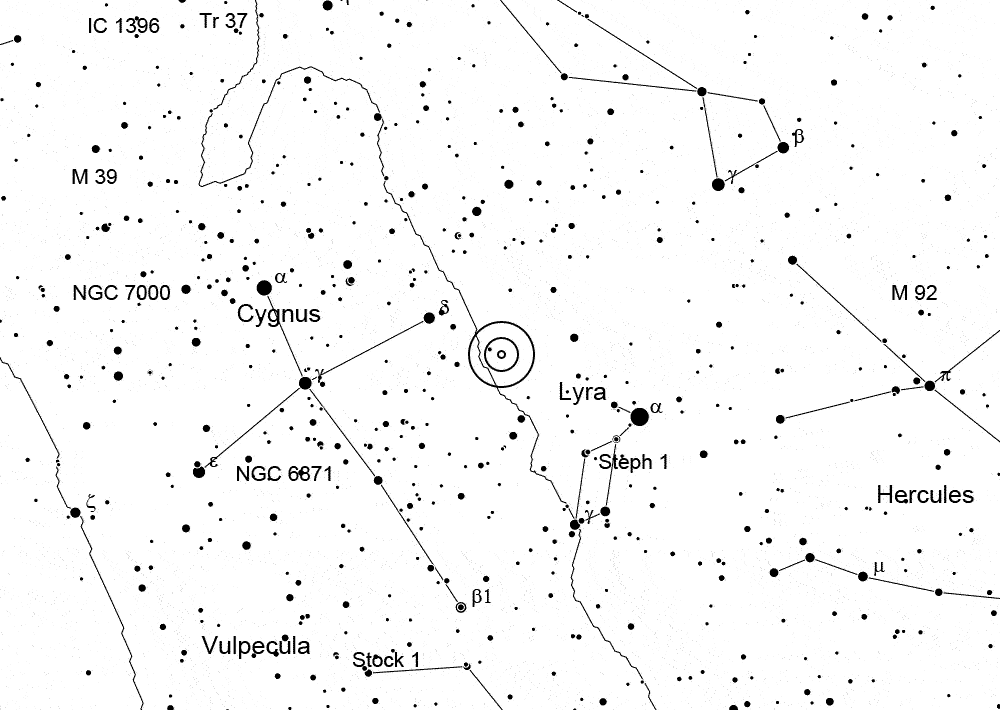 IC 1396
Tr 37
β
M 39
γ
α
NGC 7000
M 92
δ
Cygnus
γ
π
Lyra
α
ε
NGC 6871
Steph 1
ζ
Hercules
γ
μ
β1
Vulpecula
Stock 1